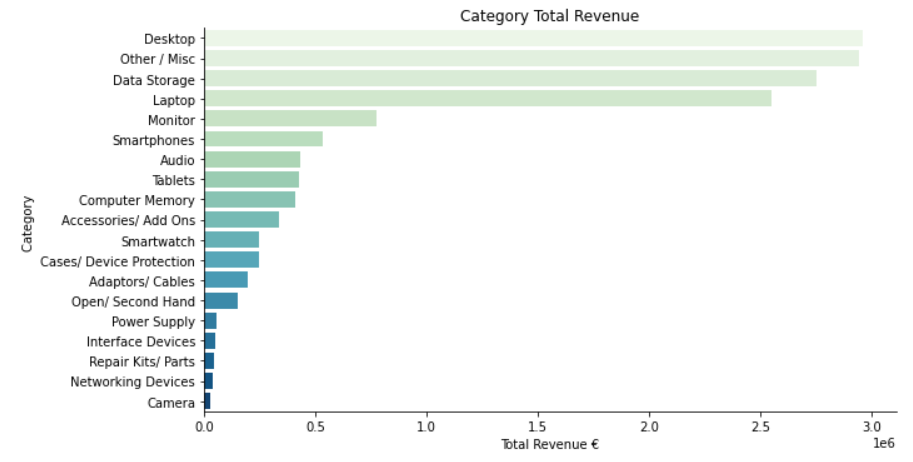 Category Total Revenue
Category
Desktop
Other / Misc
Data Storage
Laptop
Monitor
Smartphones
Audio
Tablets
Computer Memory
Accessories/ Add Ons
Smartwatch
Cases/ Device Protection
Adaptors/ Cables
Open/ Second Hand
Power Supply
Interface Devices
Repair Kits/ Parts
Networking Devices
Camera
0.0 0.5 1.0 1.5 2.0 2.5 3.0
1e6
Total Revenue €